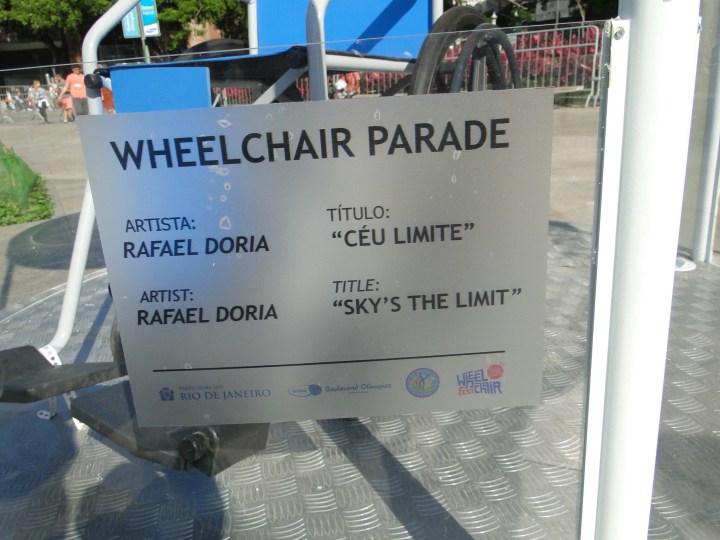 WHEELCHAIR PARADE
ARTISTA:
RAFAEL DORIA
TÍTULO:
“CÉU LIMITE”
ARTIST:
RAFAEL DORIA
TITLE:
“SKY'S THE LIMIT”
RIO DE JANEIRO
Boulevard Olímpico
WHEEL
CHAIR